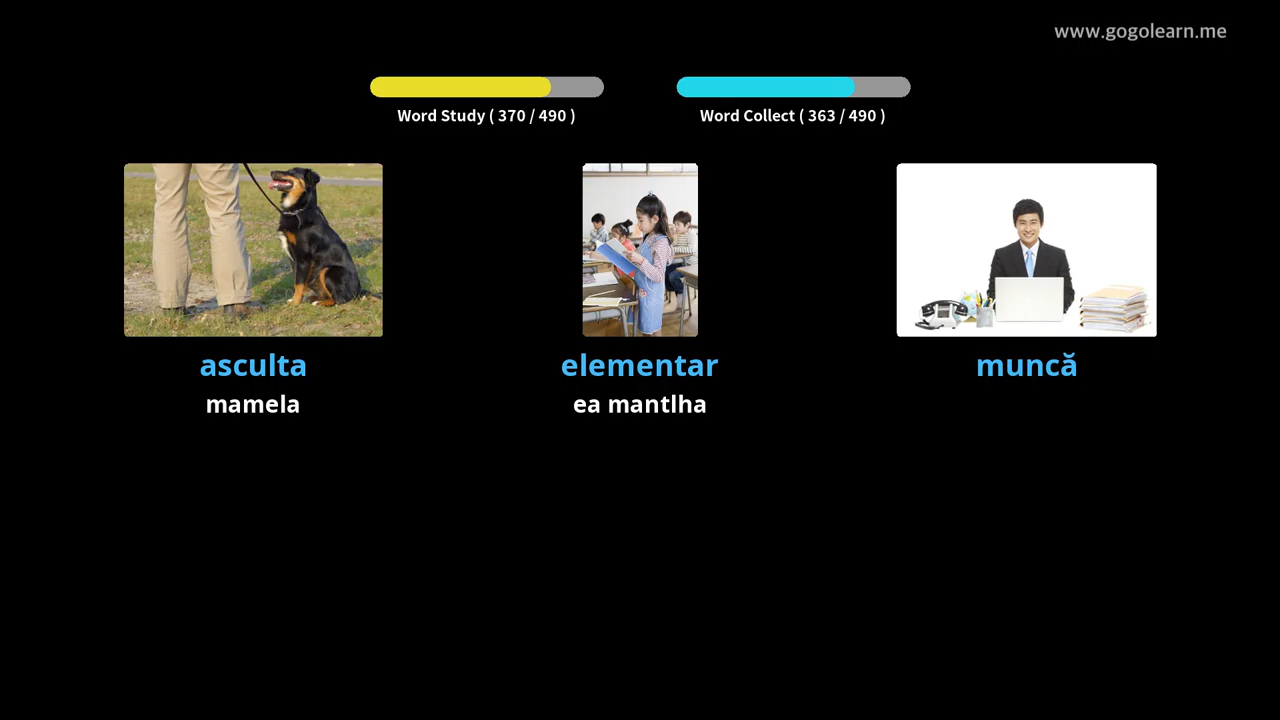 www.gogolearn.me
Word Study ( 370 / 490 )
Word Collect ( 363 / 490 )
asculta
mamela
elementar
ea mantlha
muncă